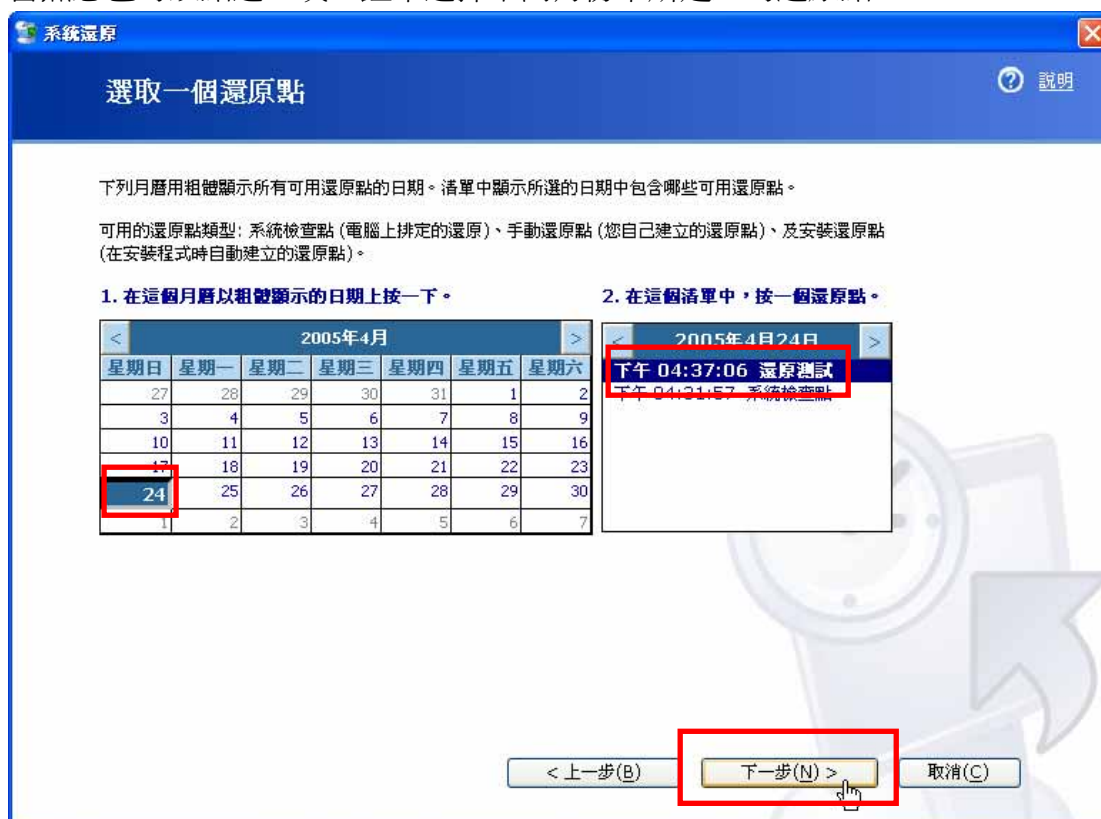 系統還原
選取一個還原點
說明
下列月曆用粗體顯示所有可用還原點的日期。清單中顯示所選的日期中包含哪些可用還原點。
可用的還原點類型: 系統檢查點 (電腦上排定的還原)、手動還原點 (您自己建立的還原點)、及安裝還原點
(在安裝程式時自動建立的還原點)。
1. 在這個月曆以粗體顯示的日期上按一下。
< 2005年4月 >
星期日 星期一 星期二 星期三 星期四 星期五 星期六
27 28 29 30 31 1 2
3 4 5 6 7 8 9
10 11 12 13 14 15 16
17 18 19 20 21 22 23
24 25 26 27 28 29 30
1 2 3 4 5 6 7
2. 在這個清單中，按一個還原點。
< 2005年4月24日 >
下午 04:37:06 還原測試
下午 04:31:57 系統檢查點
< 上一步(B)
下一步(N) >
取消(C)